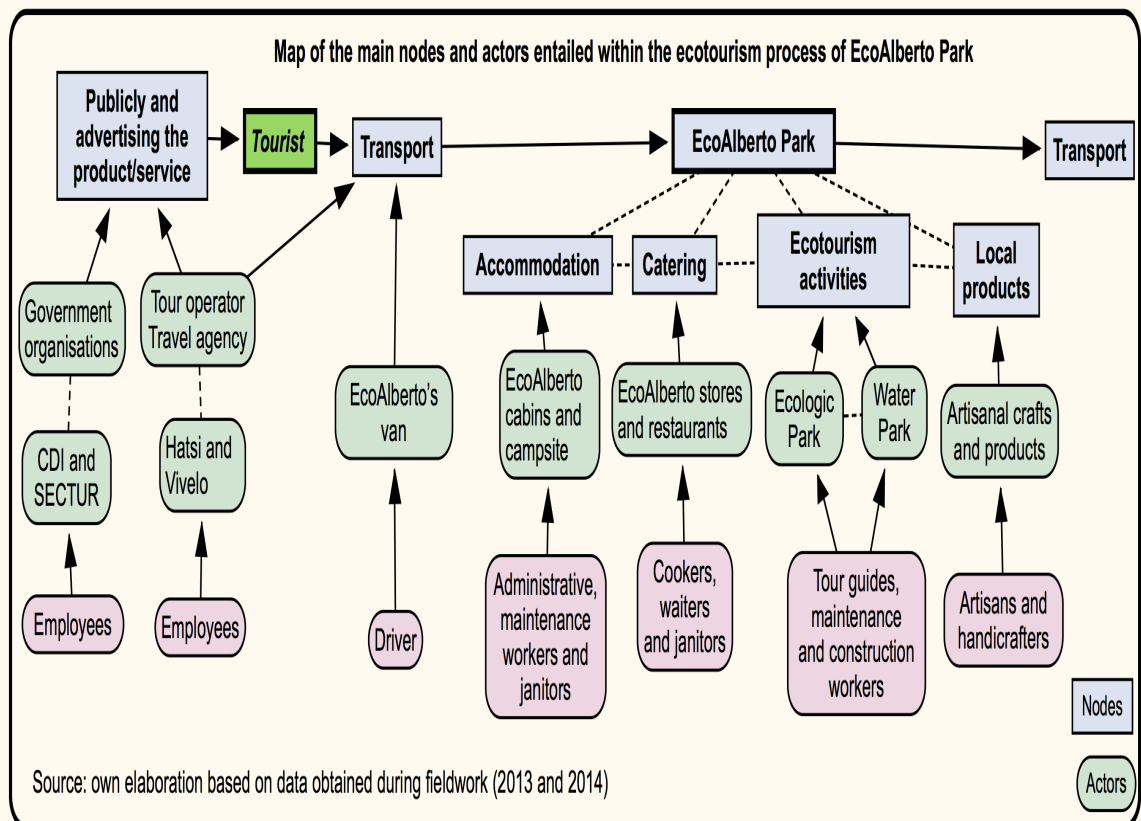 Map of the main nodes and actors entailed within the ecotourism process of EcoAlberto Park
Publicly and
advertising the
product/service
Tourist
Transport
EcoAlberto Park
Transport
Accommodation
Catering
Ecotourism
activities
Local
products
Government
organisations
Tour operator
Travel agency
EcoAlberto's
van
EcoAlberto
cabins and
campsite
EcoAlberto stores
and restaurants
Ecologic
Park
Water
Park
Artisanal crafts
and products
CDI and
SECTUR
Hatsi and
Vivelo
Employees
Employees
Driver
Administrative,
maintenance
workers and
janitors
Cookers,
waiters
and janitors
Tour guides,
maintenance
and construction
workers
Artisans and
handicrafters
Nodes
Actors
Source: own elaboration based on data obtained during fieldwork (2013 and 2014)